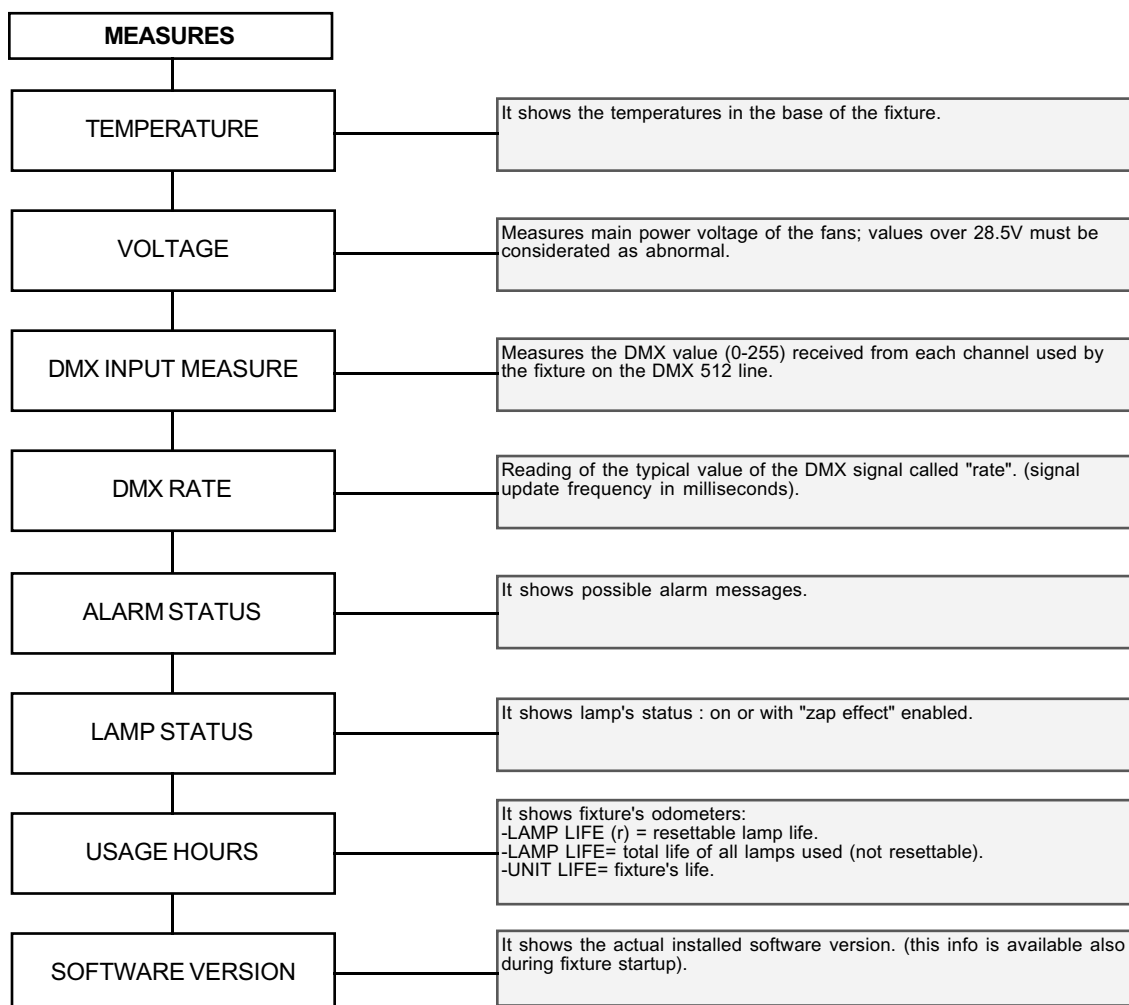 MEASURES
TEMPERATURE
It shows the temperatures in the base of the fixture.
VOLTAGE
Measures main power voltage of the fans; values over 28.5V must be
considerated as abnormal.
DMX INPUT MEASURE
Measures the DMX value (0-255) received from each channel used by
the fixture on the DMX 512 line.
DMX RATE
Reading of the typical value of the DMX signal called "rate". (signal
update frequency in milliseconds).
ALARM STATUS
It shows possible alarm messages.
LAMP STATUS
It shows lamp's status : on or with "zap effect" enabled.
USAGE HOURS
It shows fixture's odometers:
-LAMP LIFE (r) = resettable lamp life.
-LAMP LIFE= total life of all lamps used (not resettable).
-UNIT LIFE= fixture's life.
SOFTWARE VERSION
It shows the actual installed software version. (this info is available also
during fixture startup).